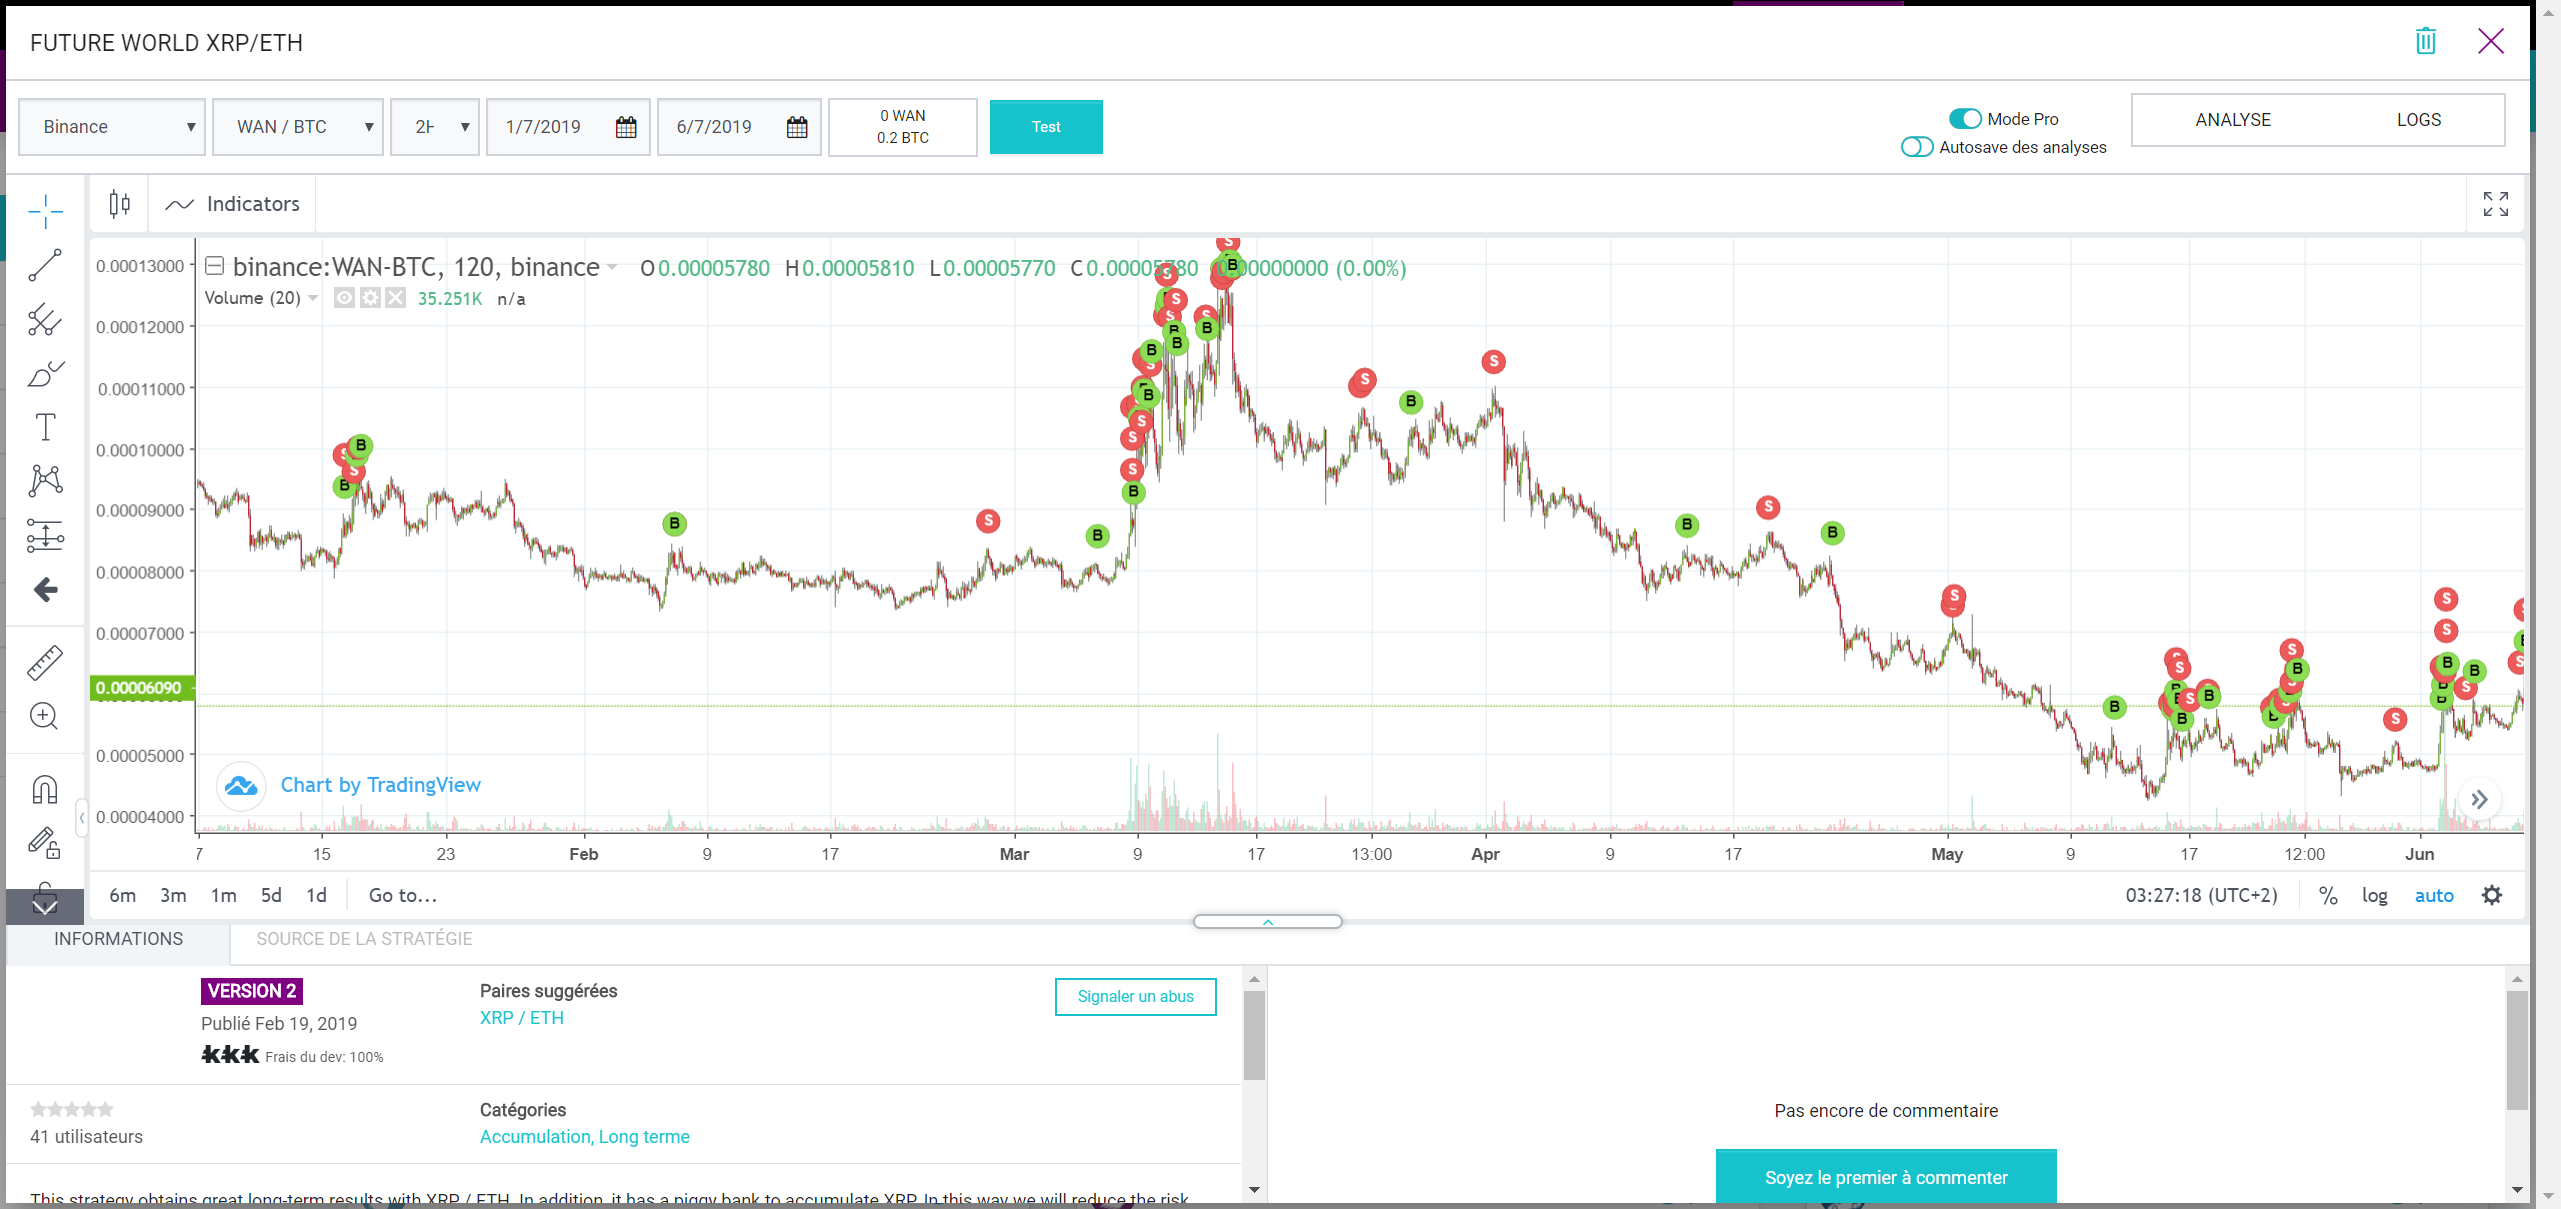 FUTURE WORLD XRP/ETH
Binance
WAN / BTC
2H
1/7/2019
6/7/2019
0 WAN
0.2 BTC
Test
Mode Pro
Autosave des analyses
ANALYSE
LOGS
Indicators
binance:WAN-BTC, 120, binance
O0.00005780 H0.00005810 L0.00005770 C0.00005780 0.00000000 (0.00%)
Volume (20)
35.251K n/a
0.00013000
0.00012000
0.00011000
0.00010000
0.00009000
0.00008000
0.00007000
0.00006090
0.00005000
0.00004000
Chart by TradingView
7 15 23 Feb 9 17 Mar 9 17 13:00 Apr 9 17 May 9 17 12:00 Jun
6m 3m 1m 5d 1d Go to...
03:27:18 (UTC+2) % log auto
INFORMATIONS
SOURCE DE LA STRATÉGIE
VERSION 2
Publié Feb 19, 2019
Frais du dev: 100%
Paires suggérées
XRP / ETH
Signaler un abus
41 utilisateurs
Catégories
Accumulation, Long terme
This strategy obtains great long-term results with XRP / ETH. In addition, it has a piggy bank to accumulate XRP. In this way we will reduce the risk
Pas encore de commentaire
Soyez le premier à commenter